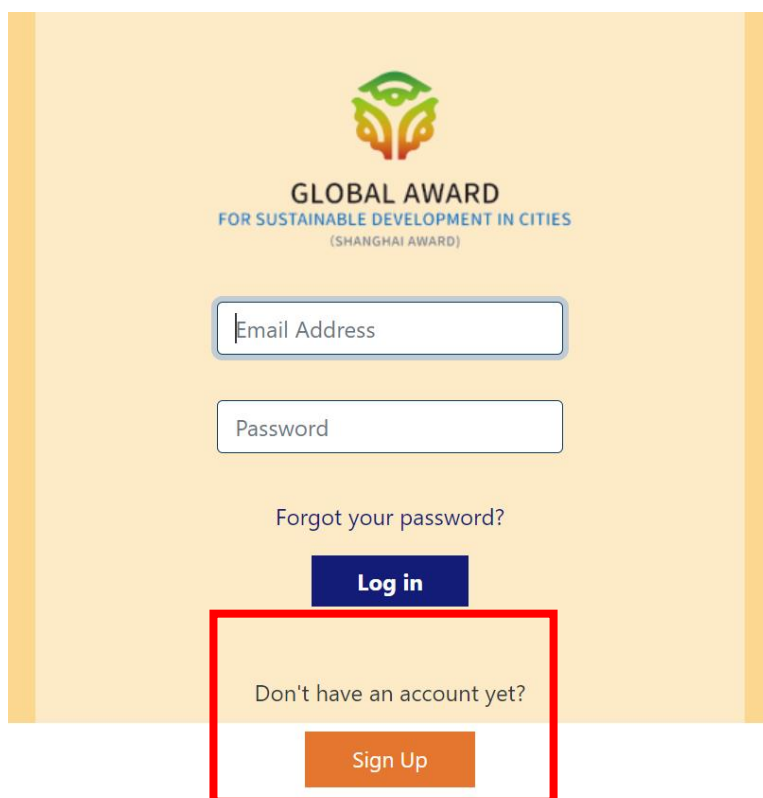 GLOBAL AWARD
FOR SUSTAINABLE DEVELOPMENT IN CITIES
(SHANGHAI AWARD)
Email Address
Password
Forgot your password?
Log in
Don't have an account yet?
Sign Up